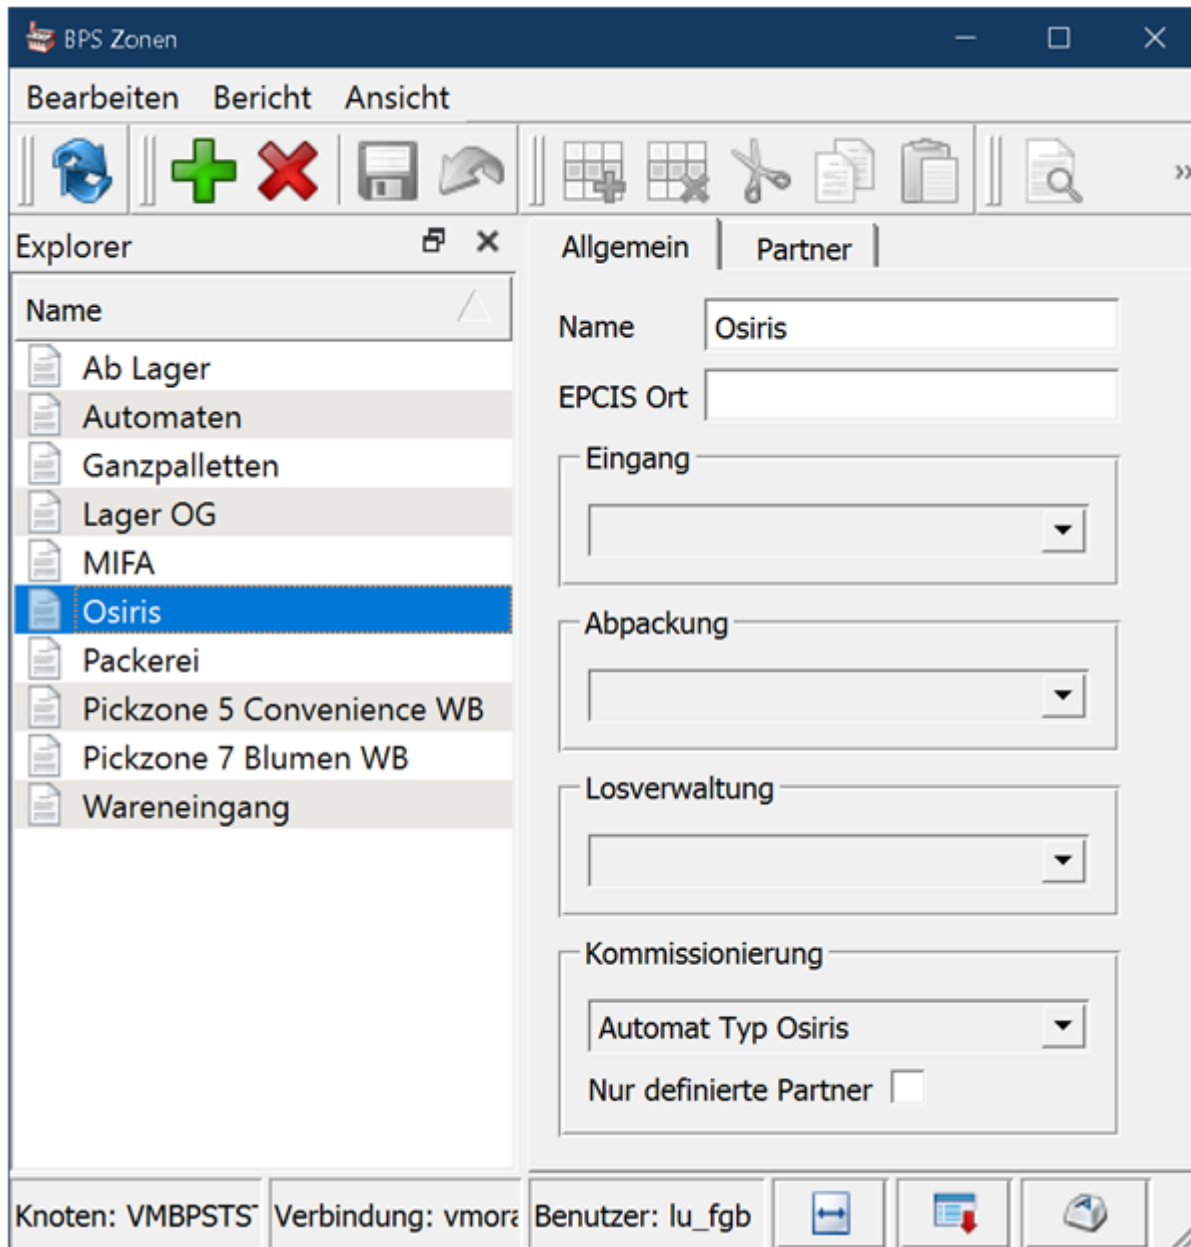 BPS Zonen
Bearbeiten Bericht Ansicht
Explorer
Name
Ab Lager
Automaten
Ganzpalletten
Lager OG
MIFA
Osiris
Packerei
Pickzone 5 Convenience WB
Pickzone 7 Blumen WB
Wareneingang
Allgemein Partner
Name Osiris
EPCIS Ort
Eingang
Abpackung
Losverwaltung
Kommissionierung
Automat Typ Osiris
Nur definierte Partner
Knoten: VMBPSTS Verbindung: vmora Benutzer: lu_fgb